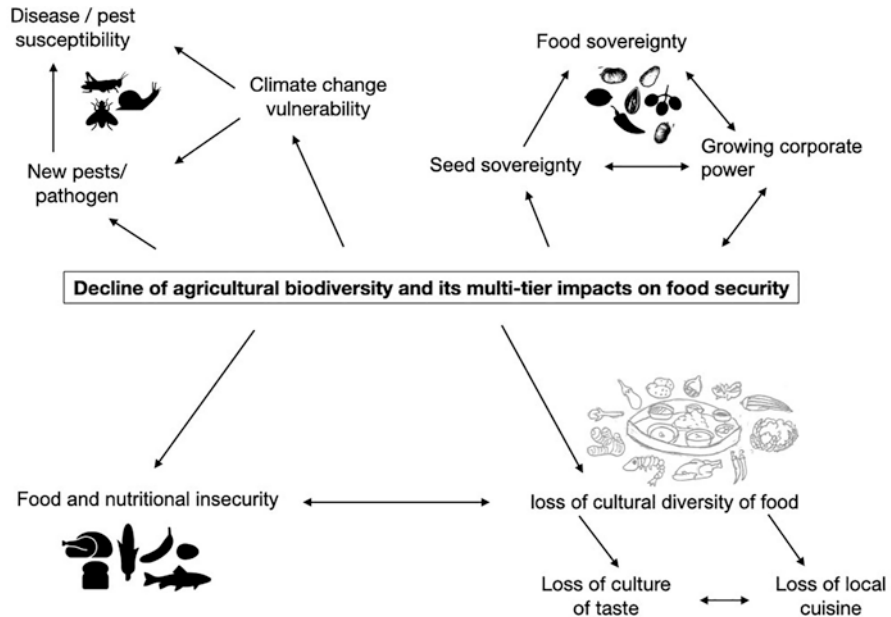 Disease / pest
susceptibility
Climate change
vulnerability
New pests/
pathogen
Food sovereignty
Seed sovereignty
Growing corporate
power
Decline of agricultural biodiversity and its multi-tier impacts on food security
Food and nutritional insecurity
loss of cultural diversity of food
Loss of culture
of taste
Loss of local
cuisine